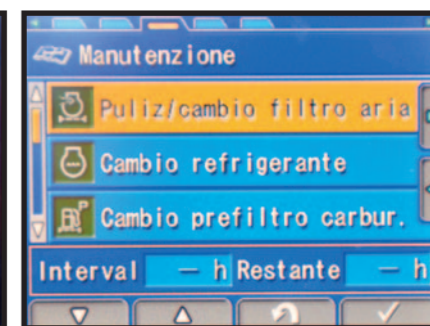 Manutenzione
Puliz/cambio filtro aria
Cambio refrigerante
Cambio prefiltro carbur.
Interval — h Restante — h